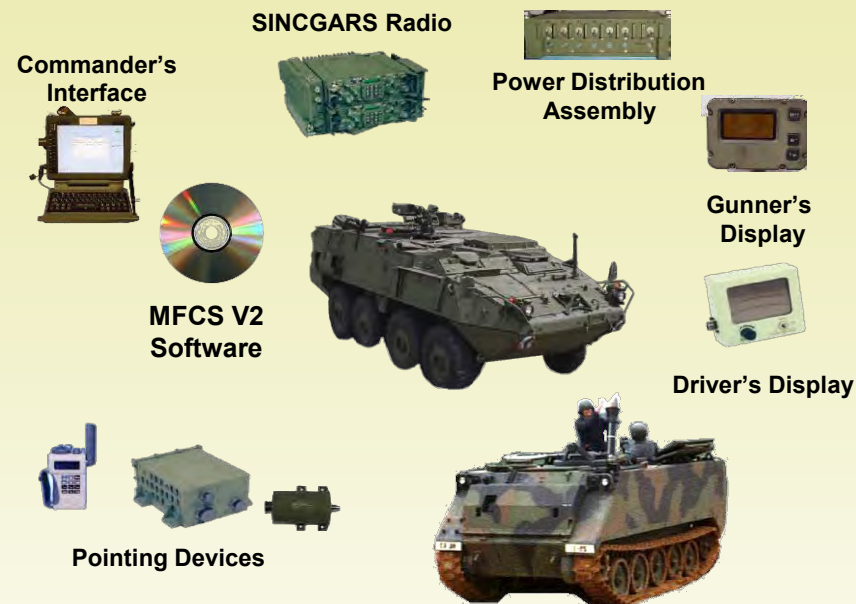 SINCGARS Radio
Commander's
Interface
Power Distribution
Assembly
Gunner's
Display
MFCS V2
Software
Driver's Display
Pointing Devices